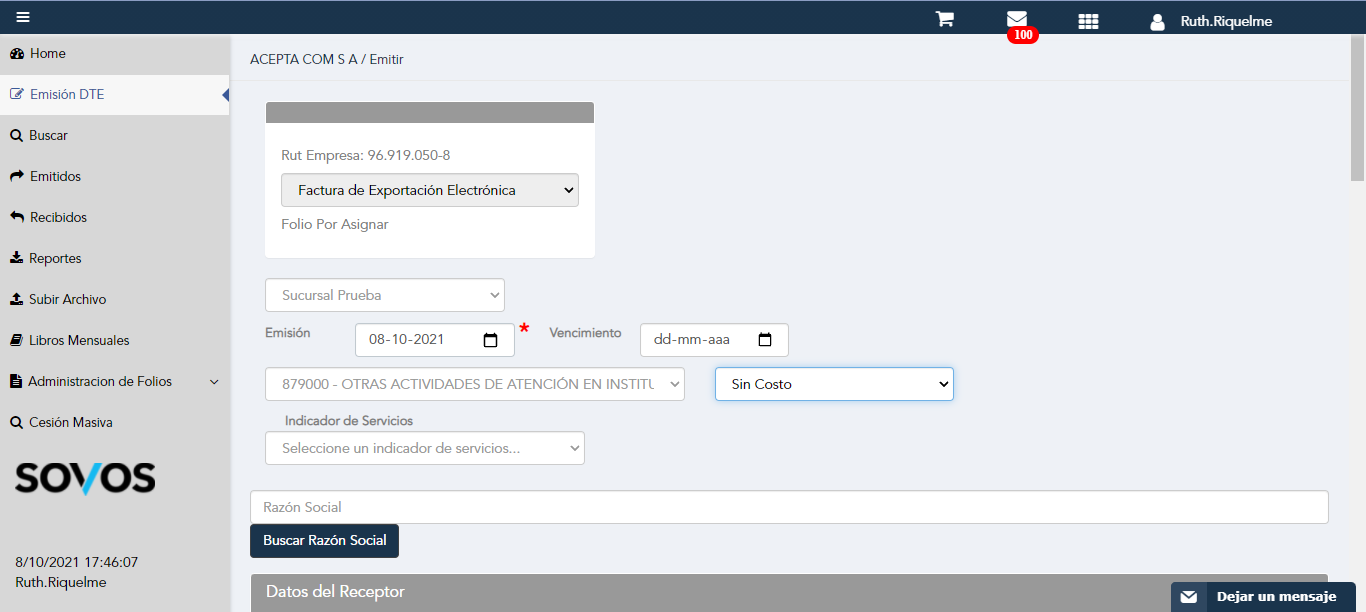 Ruth.Riquelme
100
Home
Emisión DTE
Buscar
Emitidos
Recibidos
Reportes
Subir Archivo
Libros Mensuales
Administracion de Folios
Cesión Masiva
SOVOS
8/10/2021 17:46:07
Ruth.Riquelme
ACEPTA COM S A / Emitir
Rut Empresa: 96.919.050-8
Factura de Exportación Electrónica
Folio Por Asignar
Sucursal Prueba
Emisión 08-10-2021 * Vencimiento dd-mm-aaa
879000 - OTRAS ACTIVIDADES DE ATENCIÓN EN INSTITU Sin Costo
Indicador de Servicios
Seleccione un indicador de servicios...
Razón Social
Buscar Razón Social
Datos del Receptor
Dejar un mensaje